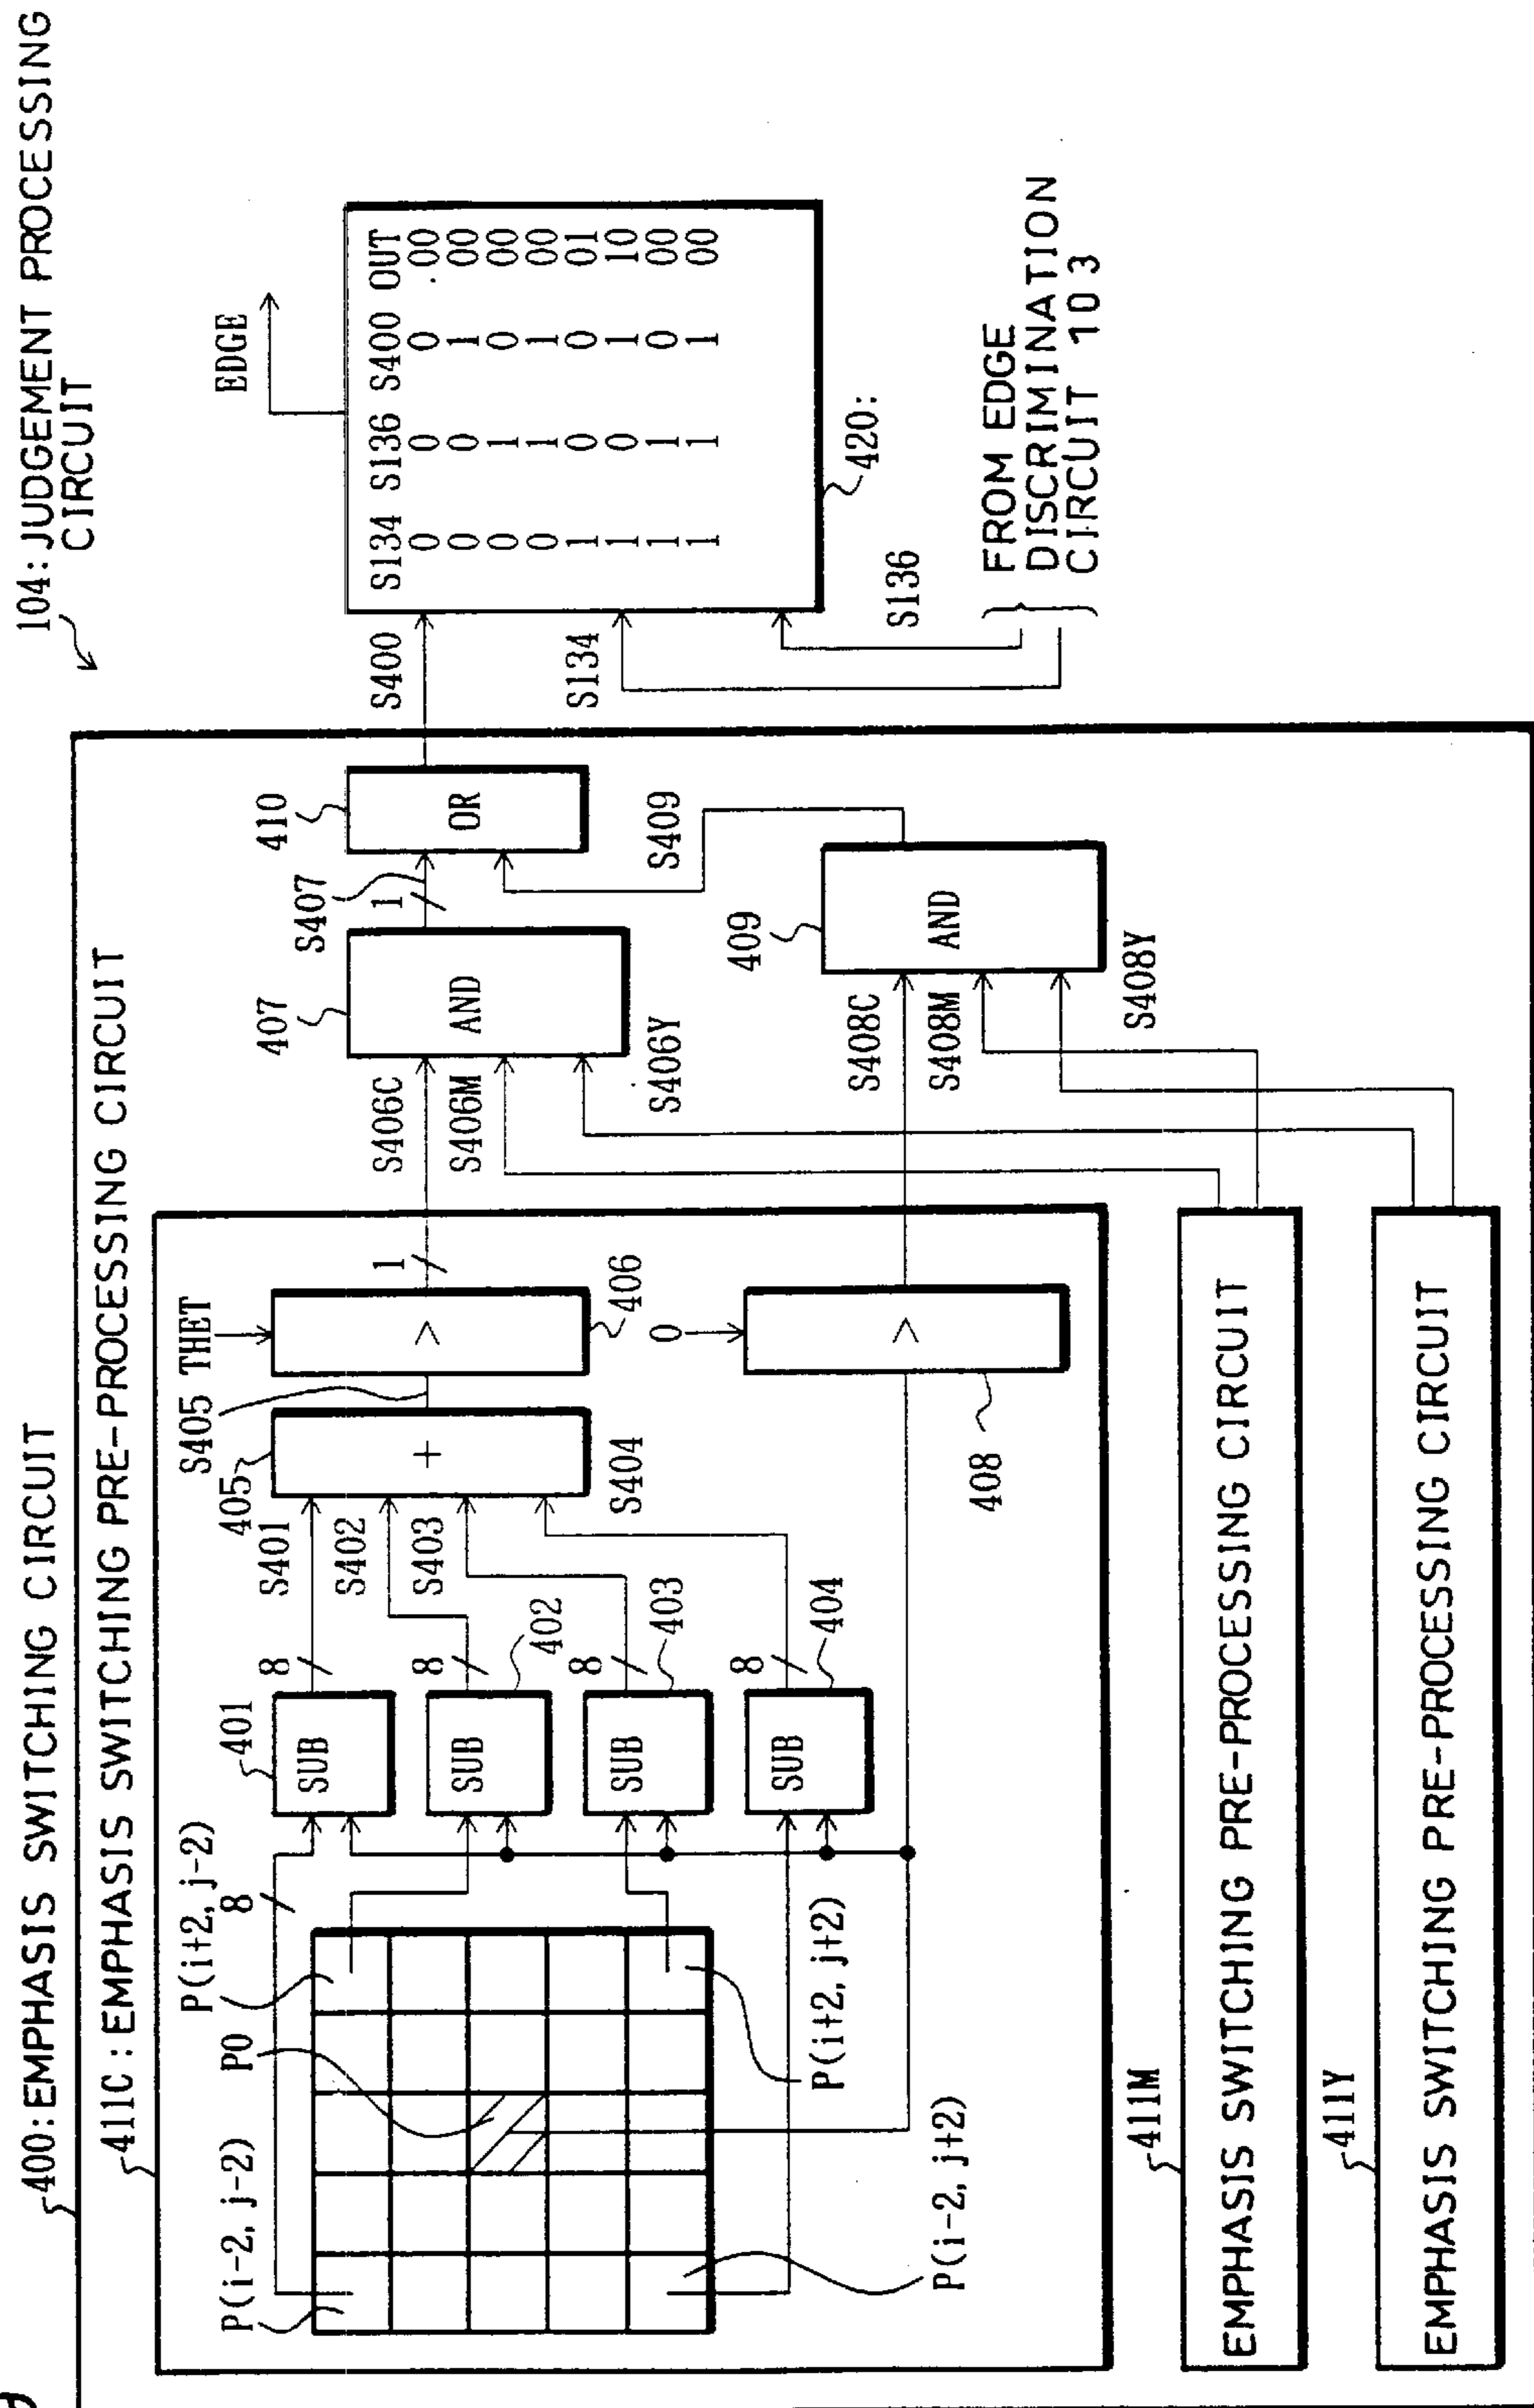 104: JUDGEMENT PROCESSING
CIRCUIT
400: EMPHASIS SWITCHING CIRCUIT
411C: EMPHASIS SWITCHING PRE-PROCESSING CIRCUIT
P(i-2, j-2)
P0
P(i+2, j-2)
8
P(i-2, j+2)
P(i+2, j+2)
401
SUB
8
S401
SUB
402
8
S402
SUB
403
8
S403
SUB
404
8
S404
405
+
S405
THET
>
406
1
0
>
408
S406C
S406M
S406Y
407
AND
S407
1
410
OR
S408C
S408M
S408Y
409
AND
S409
411M
EMPHASIS SWITCHING PRE-PROCESSING CIRCUIT
411Y
EMPHASIS SWITCHING PRE-PROCESSING CIRCUIT
S400
S134
S136
EDGE
S134 S136 S400 OUT
0 0 0 00
0 0 1 00
0 1 0 00
0 1 1 00
1 0 0 01
1 0 1 10
1 1 0 00
1 1 1 00
420:
FROM EDGE
DISCRIMINATION
CIRCUIT 103